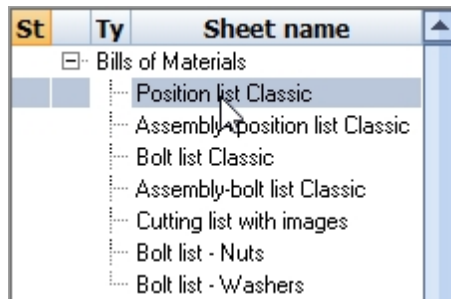 St Ty Sheet name
Bills of Materials
Position list Classic
Assembly-position list Classic
Bolt list Classic
Assembly-bolt list Classic
Cutting list with images
Bolt list - Nuts
Bolt list - Washers